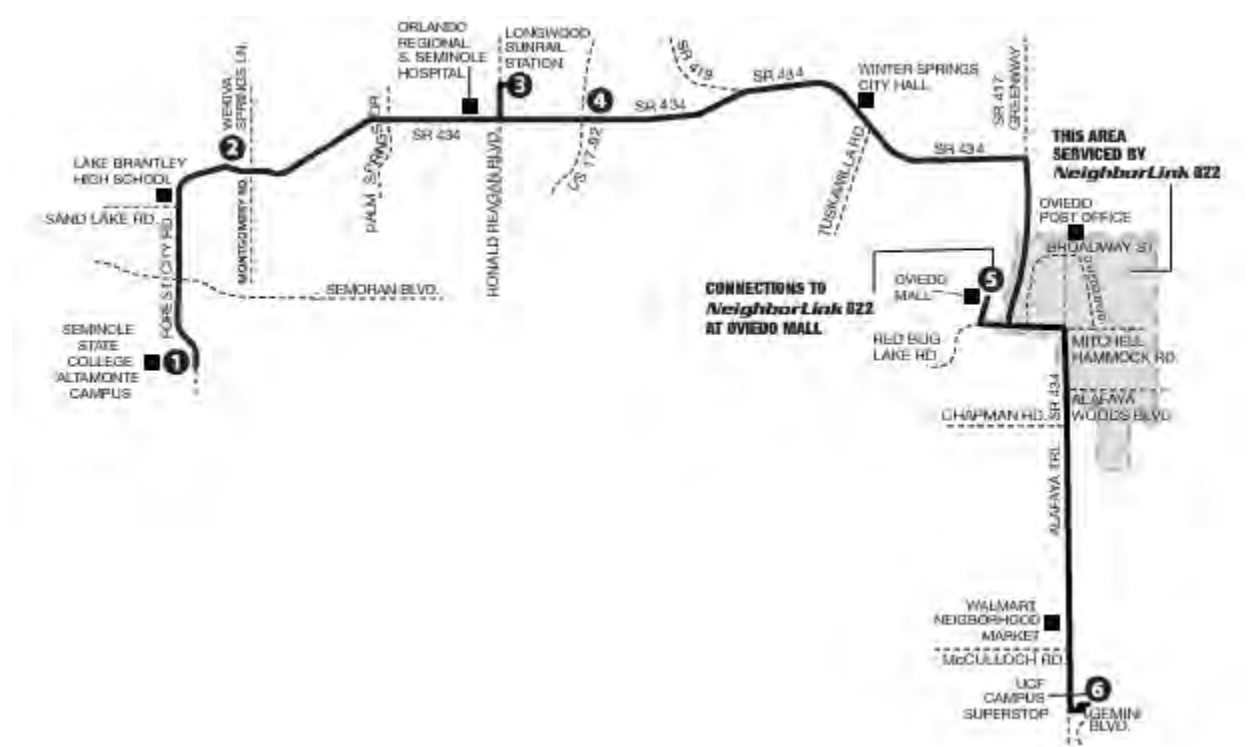 ORLANDO
REGIONAL
S. SEMINOLE
HOSPITAL
LONGWOOD
SUNRAIL
STATION
3
4
SR 419
SR 434
SR 434
WINTER SPRINGS
CITY HALL
SR 417
GREENWAY
WEKIVA
SPRINGS LN.
2
LAKE BRANTLEY
HIGH SCHOOL
SAND LAKE RD.
FOREST CITY RD.
MONTGOMERY RD.
SR 434
PALM SPRINGS DR.
RONALD REAGAN BLVD.
US 17-92
TUSKAWILLA RD.
SR 434
THIS AREA
SERVICED BY
NeighborLink 822
OVIEDO
POST OFFICE
BROADWAY ST.
SEMORAN BLVD.
CONNECTIONS TO
NeighborLink 822
AT OVIEDO MALL
5
OVIEDO
MALL
RED BUG
LAKE RD.
MITCHELL
HAMMOCK RD.
SEMINOLE
STATE
COLLEGE
ALTAMONTE
CAMPUS
1
SR 434
CHAPMAN RD.
ALAFAYA
WOODS BLVD.
ALAFAYA TRL.
WALMART
NEIGBORHOOD
MARKET
McCULLOCH RD.
UCF
CAMPUS
SUPERSTOP
6
GEMINI
BLVD.